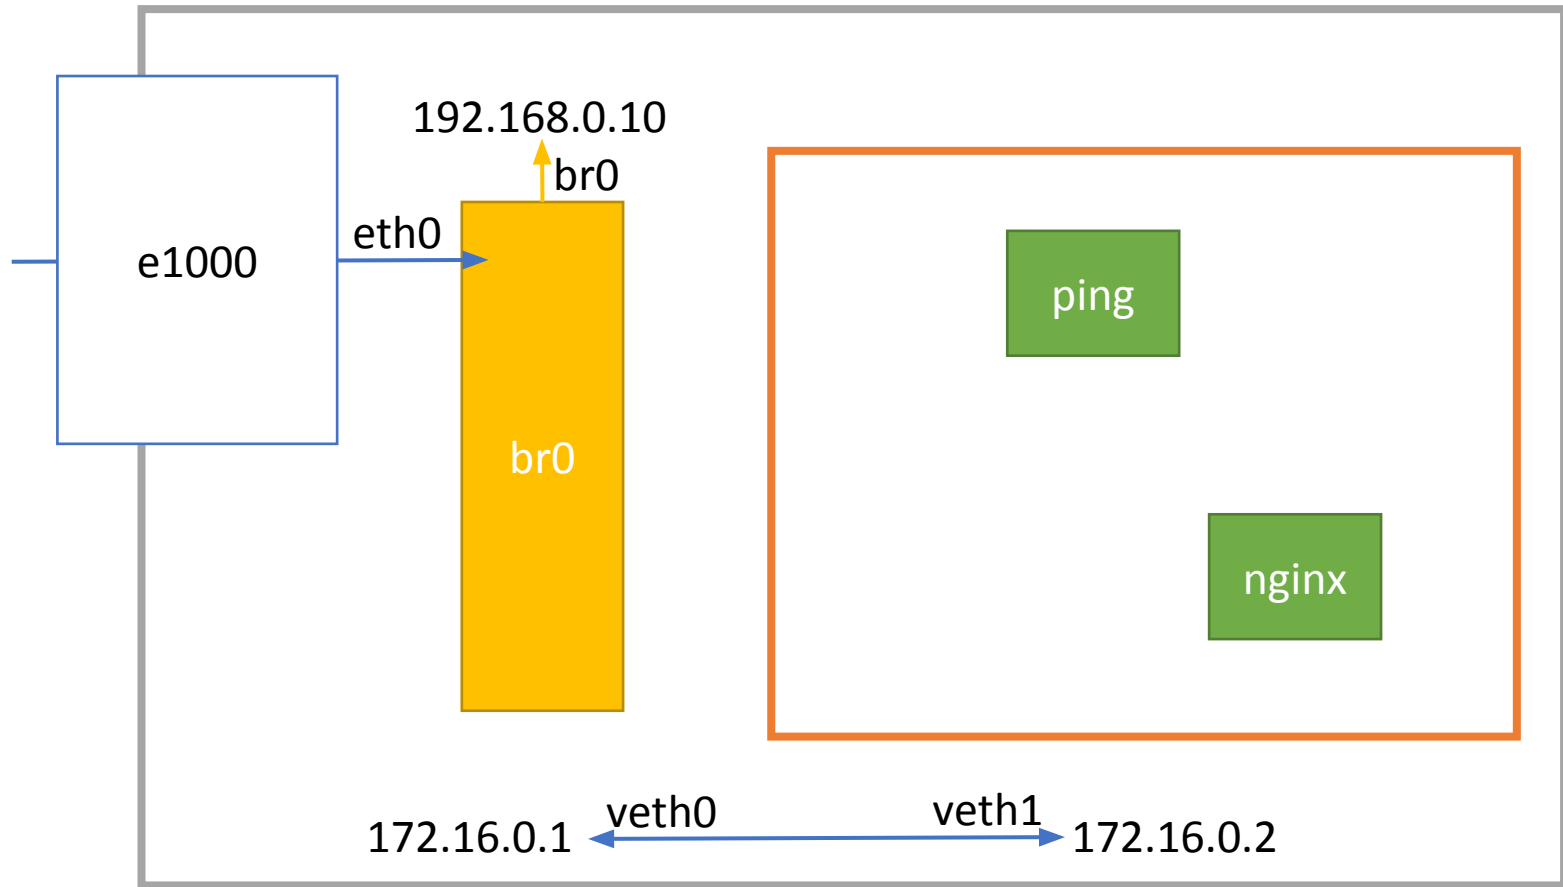 192.168.0.10
br0
eth0
e1000
ping
br0
nginx
veth0
veth1
172.16.0.1
172.16.0.2